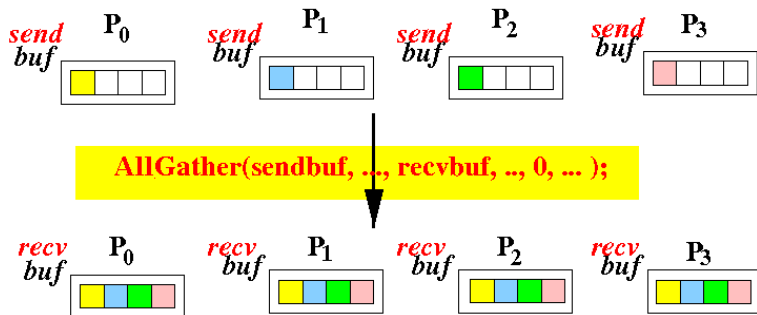 send P0 send P1 send P2 send P3
buf buf buf buf
AllGather(sendbuf, ..., recvbuf, .., 0, ... );
recv P0 recv P1 recv P2 recv P3
buf buf buf buf